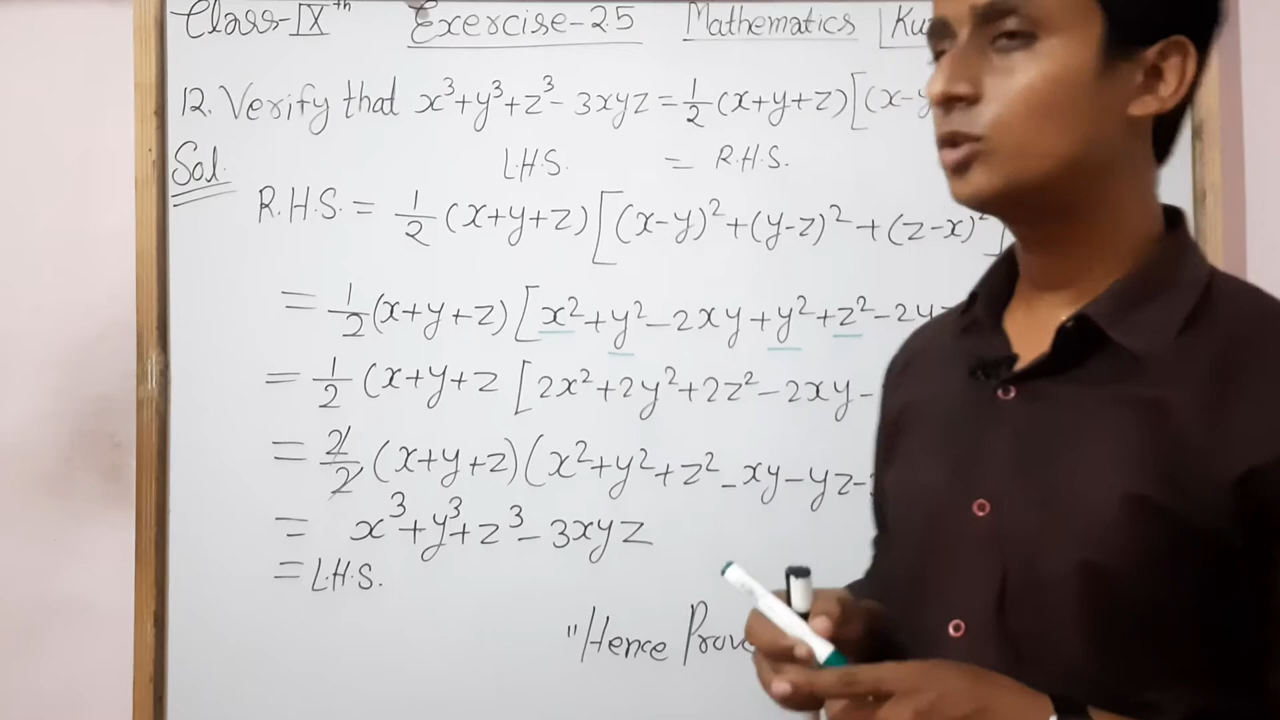 Class-IXth Exercise-2.5 Mathematics
12. Verify that x³+y³+z³-3xyz=1/2(x+y+z)[(x-y
Sol. L.H.S. = R.H.S.
R.H.S. = 1/2(x+y+z)[(x-y)²+(y-z)²+(z-x)²]
= 1/2(x+y+z)[x²+y²-2xy+y²+z²-2yz
= 1/2(x+y+z[2x²+2y²+2z²-2xy-
= 2/2(x+y+z)(x²+y²+z²-xy-yz-
= x³+y³+z³-3xyz
= L.H.S.
"Hence Prove